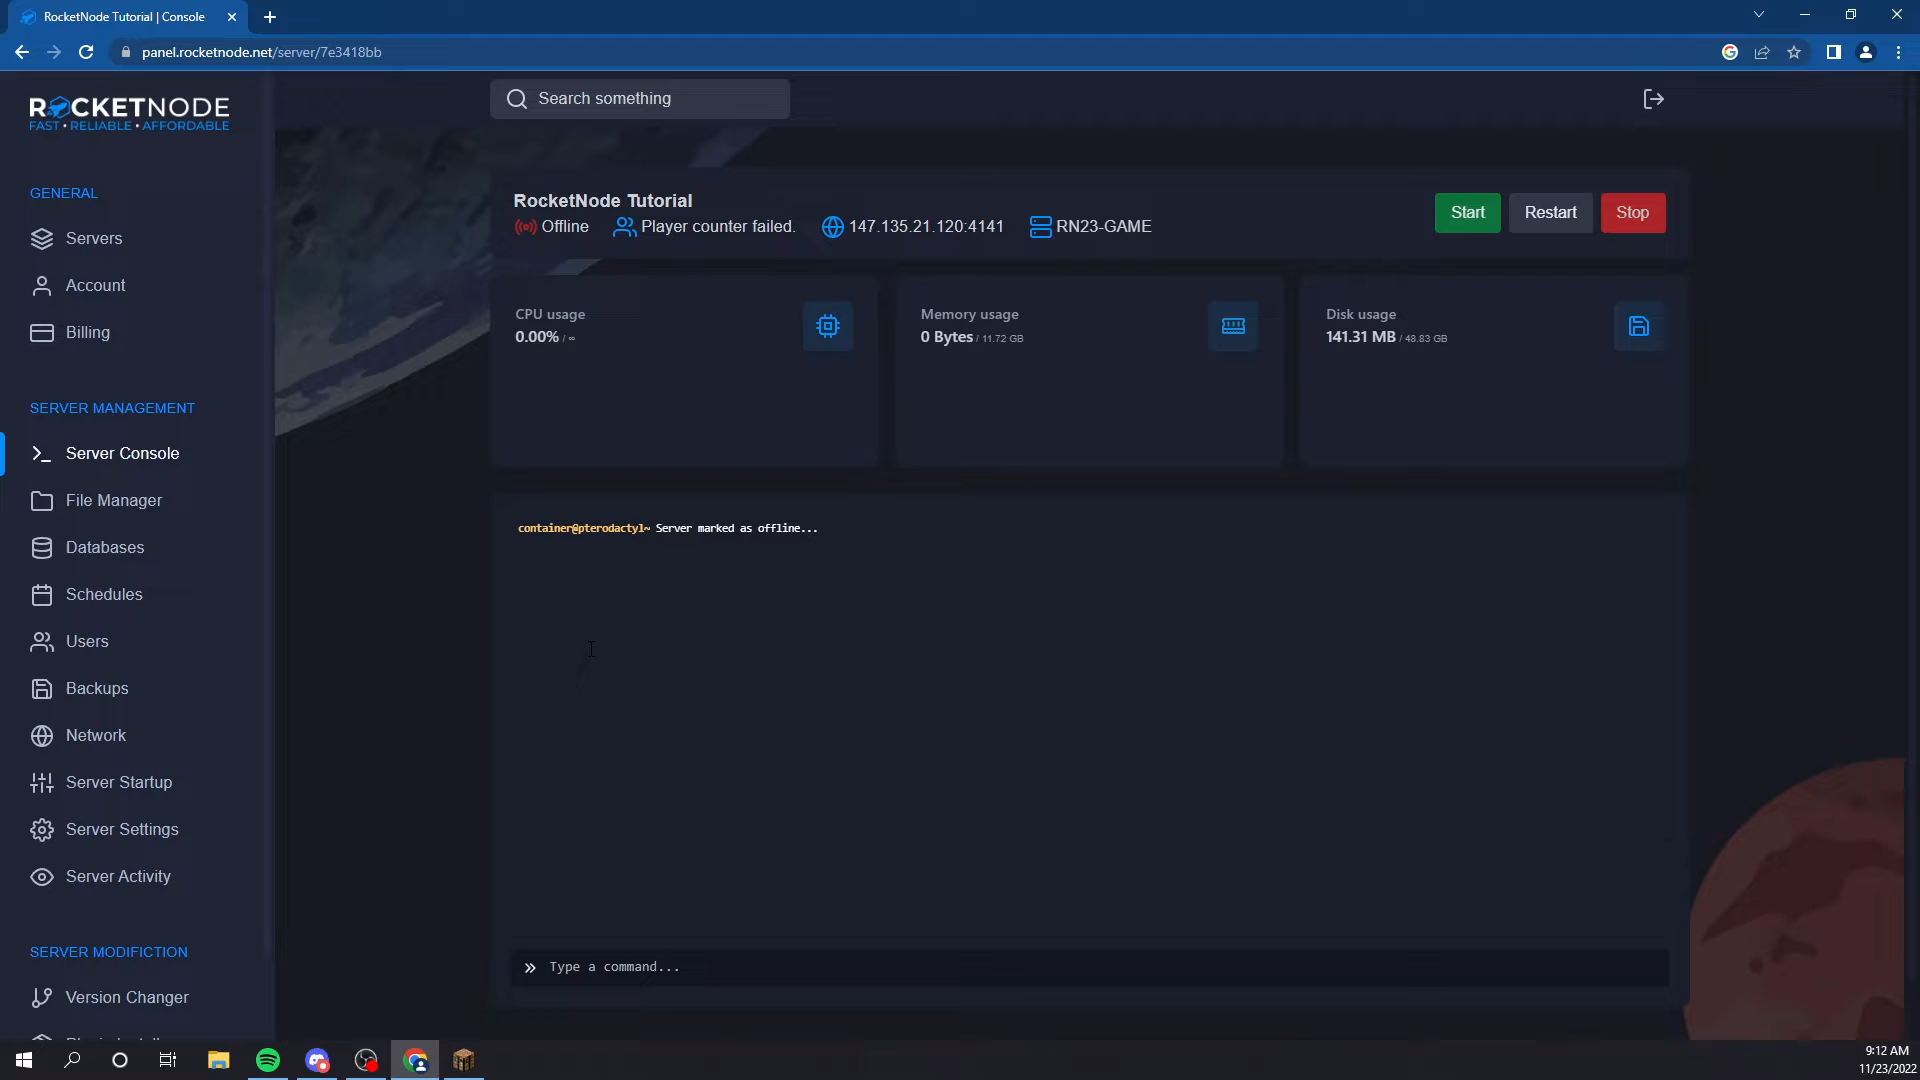 RocketNode Tutorial | Console
panel.rocketnode.net/server/7e3418bb
ROCKETNODE
FAST • RELIABLE • AFFORDABLE
Search something
GENERAL
Servers
Account
Billing
SERVER MANAGEMENT
Server Console
File Manager
Databases
Schedules
Users
Backups
Network
Server Startup
Server Settings
Server Activity
SERVER MODIFICTION
Version Changer
RocketNode Tutorial
Offline
Player counter failed.
147.135.21.120:4141
RN23-GAME
Start
Restart
Stop
CPU usage
0.00% / ∞
Memory usage
0 Bytes / 11.72 GB
Disk usage
141.31 MB / 48.83 GB
container@pterodactyl~ Server marked as offline...
Type a command...
9:12 AM
11/23/2022